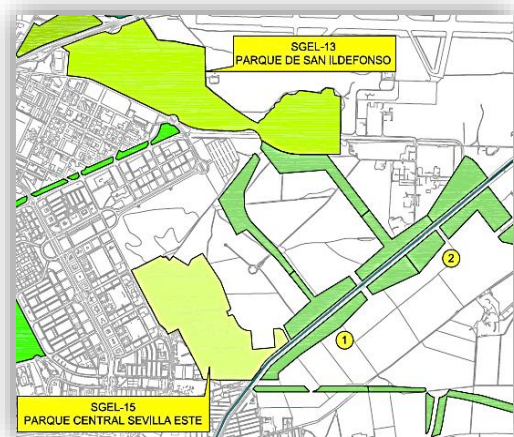 SGEL-13
PARQUE DE SAN ILDEFONSO
2
1
SGEL-15
PARQUE CENTRAL SEVILLA ESTE